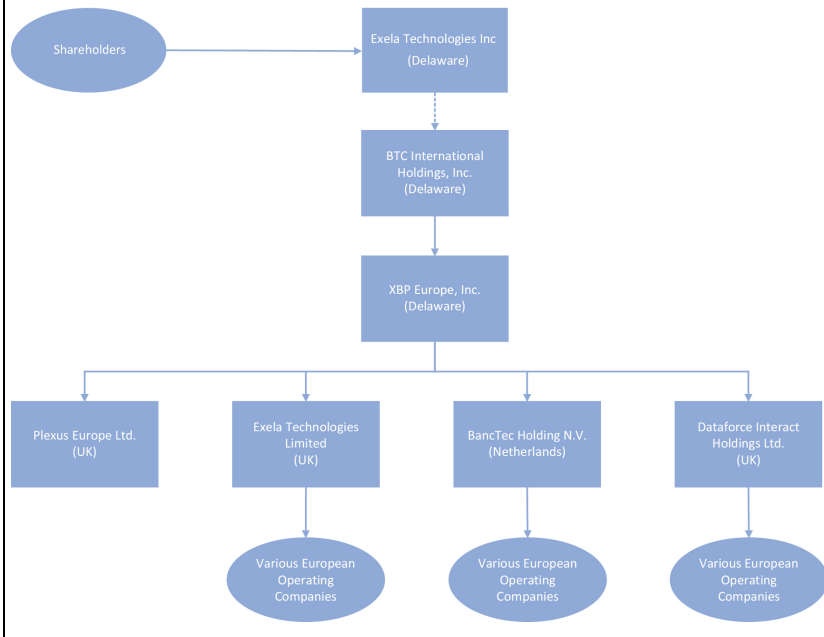 Shareholders
Exela Technologies Inc
(Delaware)
BTC International
Holdings, Inc.
(Delaware)
XBP Europe, Inc.
(Delaware)
Plexus Europe Ltd.
(UK)
Exela Technologies
Limited
(UK)
BancTec Holding N.V.
(Netherlands)
Dataforce Interact
Holdings Ltd.
(UK)
Various European
Operating
Companies
Various European
Operating
Companies
Various European
Operating
Companies